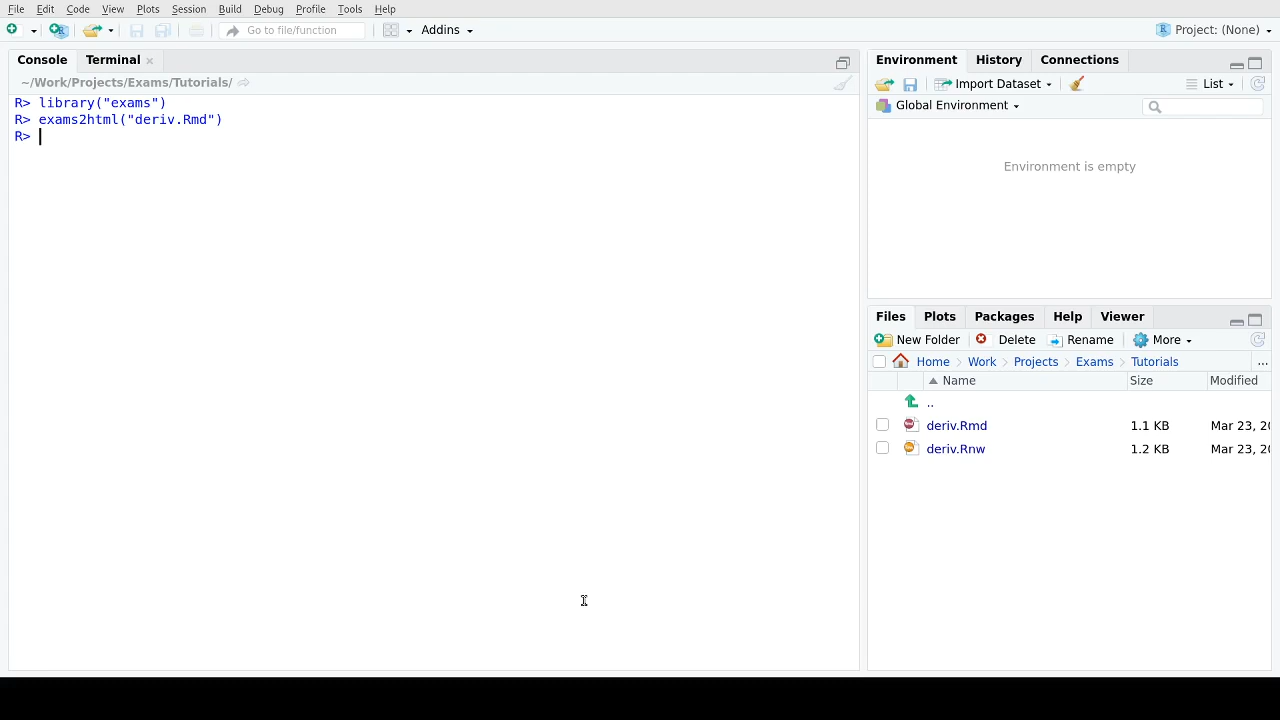 File Edit Code View Plots Session Build Debug Profile Tools Help
Go to file/function Addins Project: (None)
Console Terminal
~/Work/Projects/Exams/Tutorials/
R> library("exams")
R> exams2html("deriv.Rmd")
R>
Environment History Connections
Import Dataset List
Global Environment
Environment is empty
Files Plots Packages Help Viewer
New Folder Delete Rename More
Home Work Projects Exams Tutorials ...
Name Size Modified
..
deriv.Rmd 1.1 KB Mar 23, 20
deriv.Rnw 1.2 KB Mar 23, 20